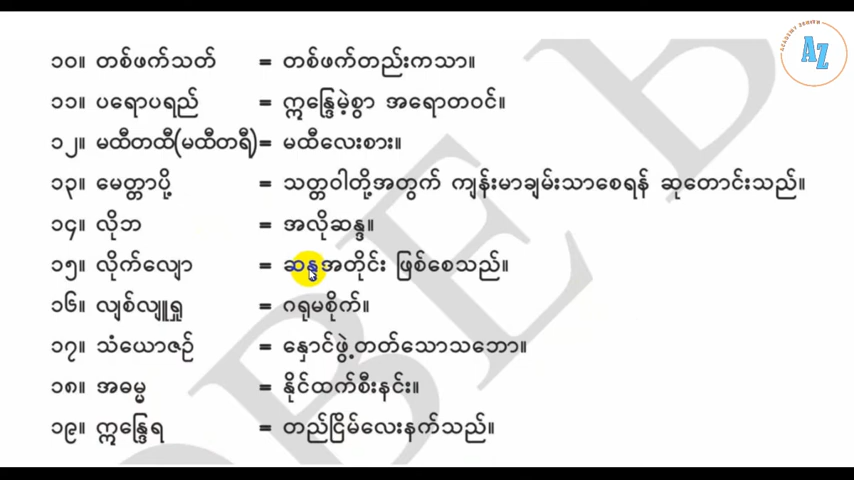 ACADEMY ZENITH
AZ
၁၀။ တစ်ဖက်သတ် = တစ်ဖက်တည်းကသာ။
၁၁။ ပရောပရည် = ဣန္ဒြေမဲ့စွာ အရောတဝင်။
၁၂။ မထီတထီ(မထီတရီ)= မထီလေးစား။
၁၃။ မေတ္တာပို့ = သတ္တဝါတို့အတွက် ကျန်းမာချမ်းသာစေရန် ဆုတောင်းသည်။
၁၄။ လိုဘ = အလိုဆန္ဒ။
၁၅။ လိုက်လျော = ဆန္ဒအတိုင်း ဖြစ်စေသည်။
၁၆။ လျစ်လျူရှု = ဂရုမစိုက်။
၁၇။ သံယောဇဉ် = နှောင်ဖွဲ့တတ်သောသဘော။
၁၈။ အဓမ္မ = နိုင်ထက်စီးနင်း။
၁၉။ ဣန္ဒြေရ = တည်ငြိမ်လေးနက်သည်။